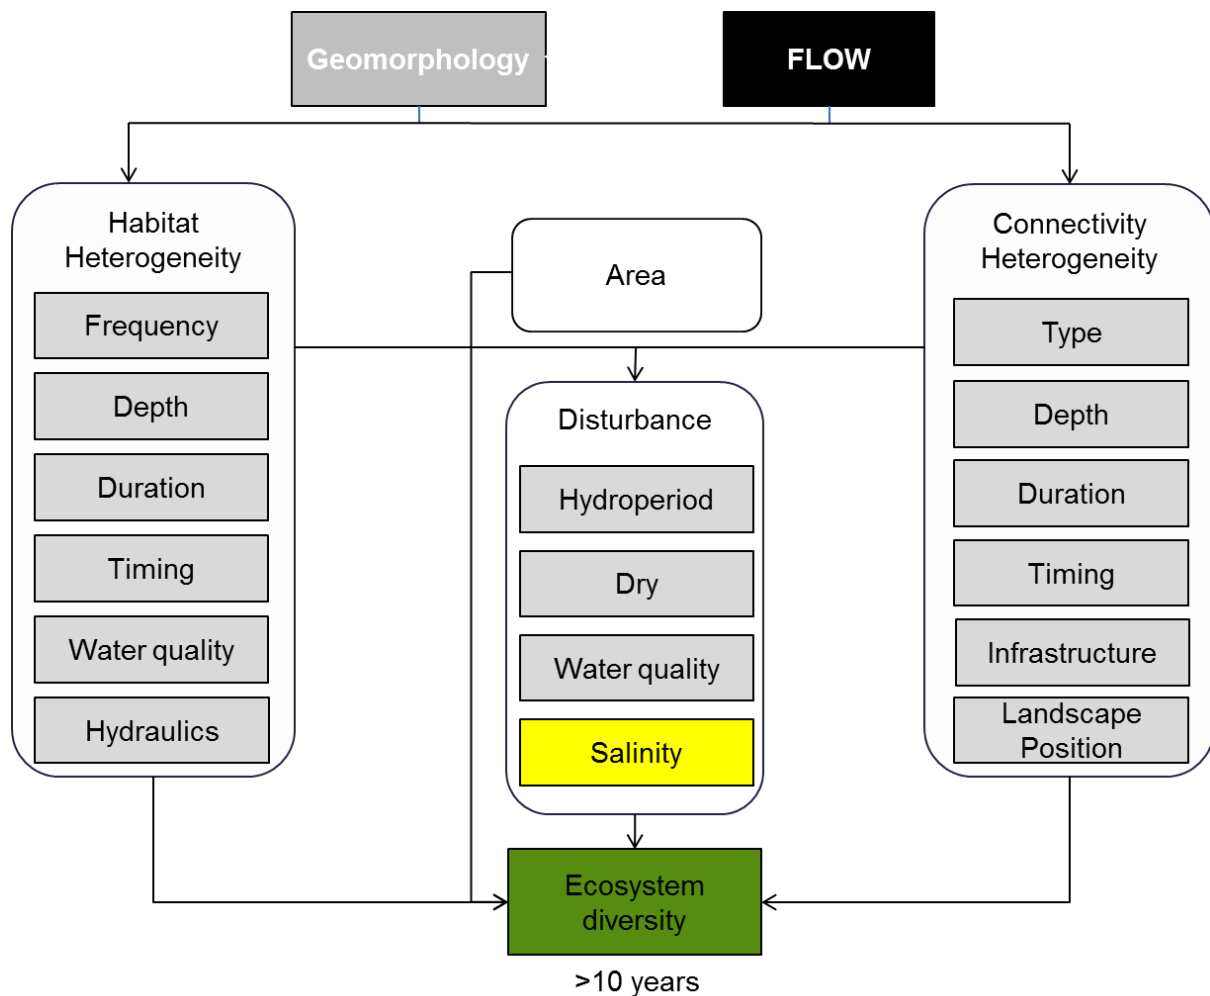 Geomorphology
FLOW
Habitat
Heterogeneity
Frequency
Depth
Duration
Timing
Water quality
Hydraulics
Area
Disturbance
Hydroperiod
Dry
Water quality
Salinity
Connectivity
Heterogeneity
Type
Depth
Duration
Timing
Infrastructure
Landscape
Position
Ecosystem
diversity
>10 years